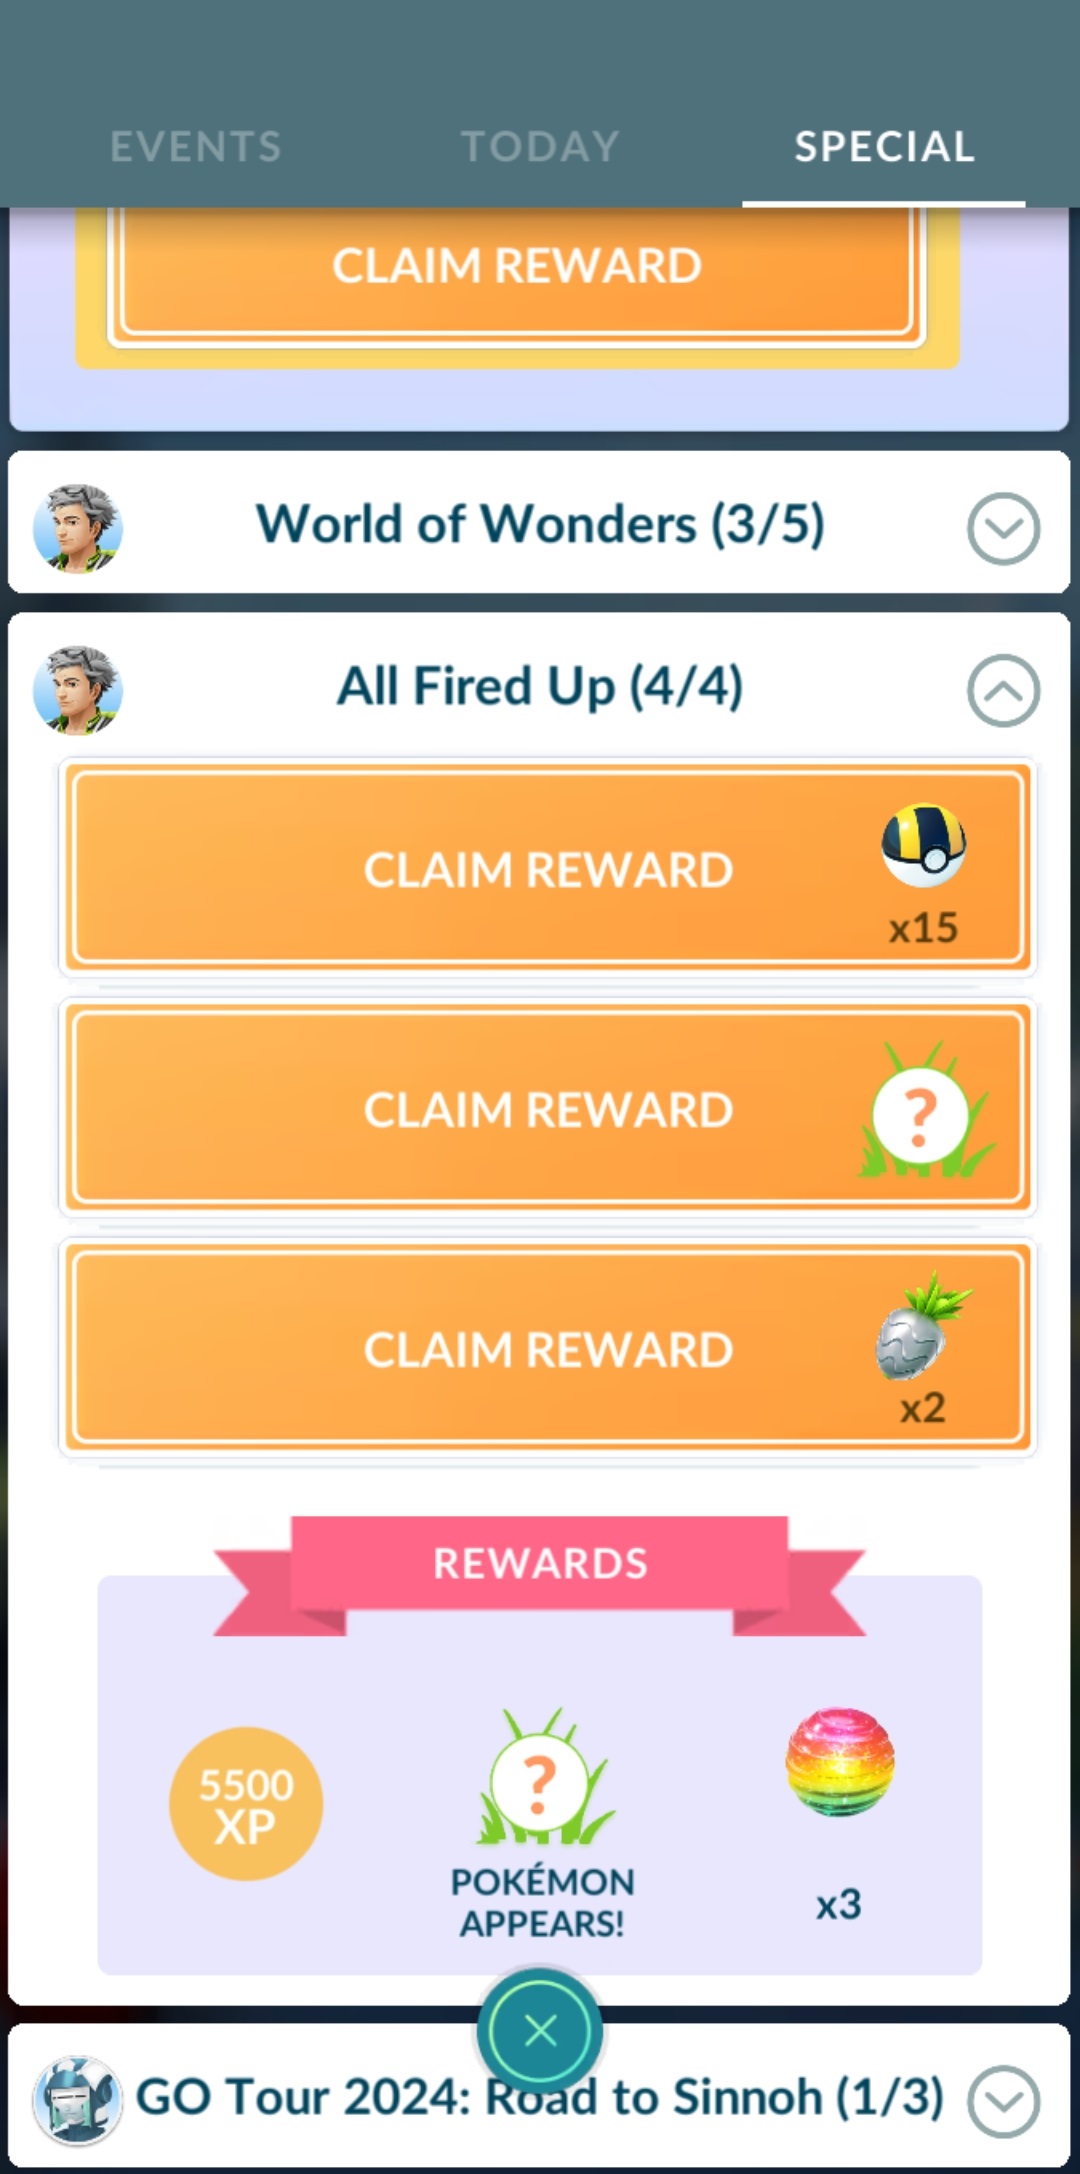 EVENTS
TODAY
SPECIAL
CLAIM REWARD
World of Wonders (3/5)
All Fired Up (4/4)
CLAIM REWARD
x15
CLAIM REWARD
?
CLAIM REWARD
x2
REWARDS
5500
XP
?
POKÉMON
APPEARS!
x3
GO Tour 2024: Road to Sinnoh (1/3)